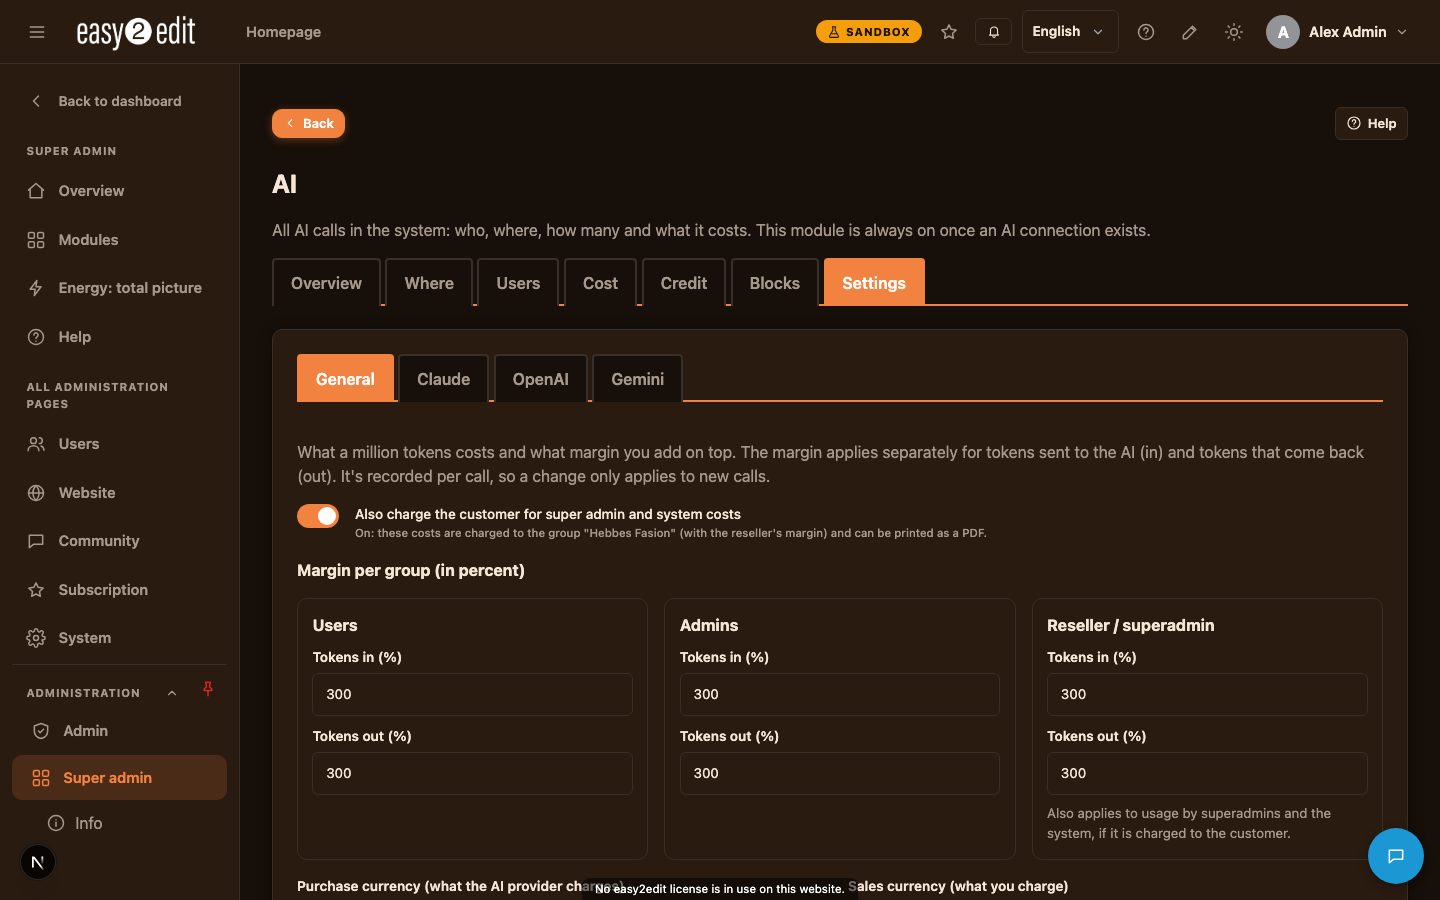 easy2edit
Homepage
SANDBOX
English
A
Alex Admin
Back to dashboard
SUPER ADMIN
Overview
Modules
Energy: total picture
Help
ALL ADMINISTRATION
PAGES
Users
Website
Community
Subscription
System
ADMINISTRATION
Admin
Super admin
Info
N
Back
Help
AI
All AI calls in the system: who, where, how many and what it costs. This module is always on once an AI connection exists.
Overview
Where
Users
Cost
Credit
Blocks
Settings
General
Claude
OpenAI
Gemini
What a million tokens costs and what margin you add on top. The margin applies separately for tokens sent to the AI (in) and tokens that come back
(out). It's recorded per call, so a change only applies to new calls.
Also charge the customer for super admin and system costs
On: these costs are charged to the group "Hebbes Fasion" (with the reseller's margin) and can be printed as a PDF.
Margin per group (in percent)
Users
Tokens in (%)
300
Tokens out (%)
300
Admins
Tokens in (%)
300
Tokens out (%)
300
Reseller / superadmin
Tokens in (%)
300
Tokens out (%)
300
Also applies to usage by superadmins and the
system, if it is charged to the customer.
Purchase currency (what the AI provider charges)
Sales currency (what you charge)
No easy2edit license is in use on this website.